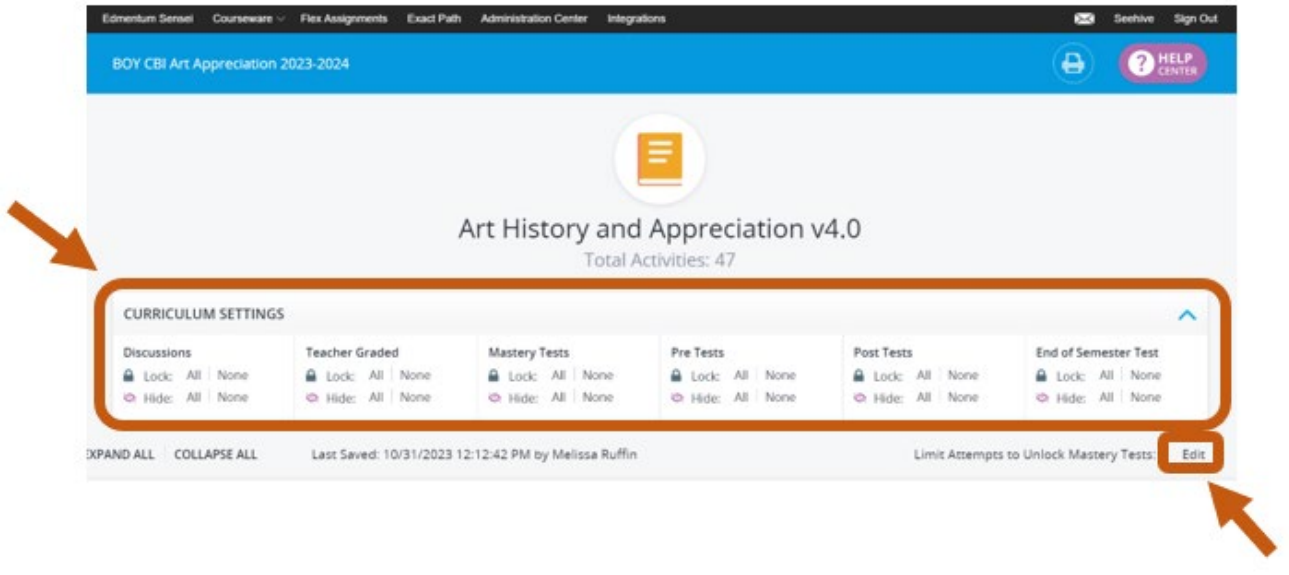 Edmentum Sensei Courseware Flex Assignments Exact Path Administration Center Integrations Seehive Sign Out
BOY CBI Art Appreciation 2023-2024 ? HELP CENTER
Art History and Appreciation v4.0
Total Activities: 47
CURRICULUM SETTINGS
Discussions Teacher Graded Mastery Tests Pre Tests Post Tests End of Semester Test
Lock: All | None Lock: All | None Lock: All | None Lock: All | None Lock: All | None Lock: All | None
Hide: All | None Hide: All | None Hide: All | None Hide: All | None Hide: All | None Hide: All | None
XPAND ALL | COLLAPSE ALL Last Saved: 10/31/2023 12:12:42 PM by Melissa Ruffin Limit Attempts to Unlock Mastery Tests: Edit